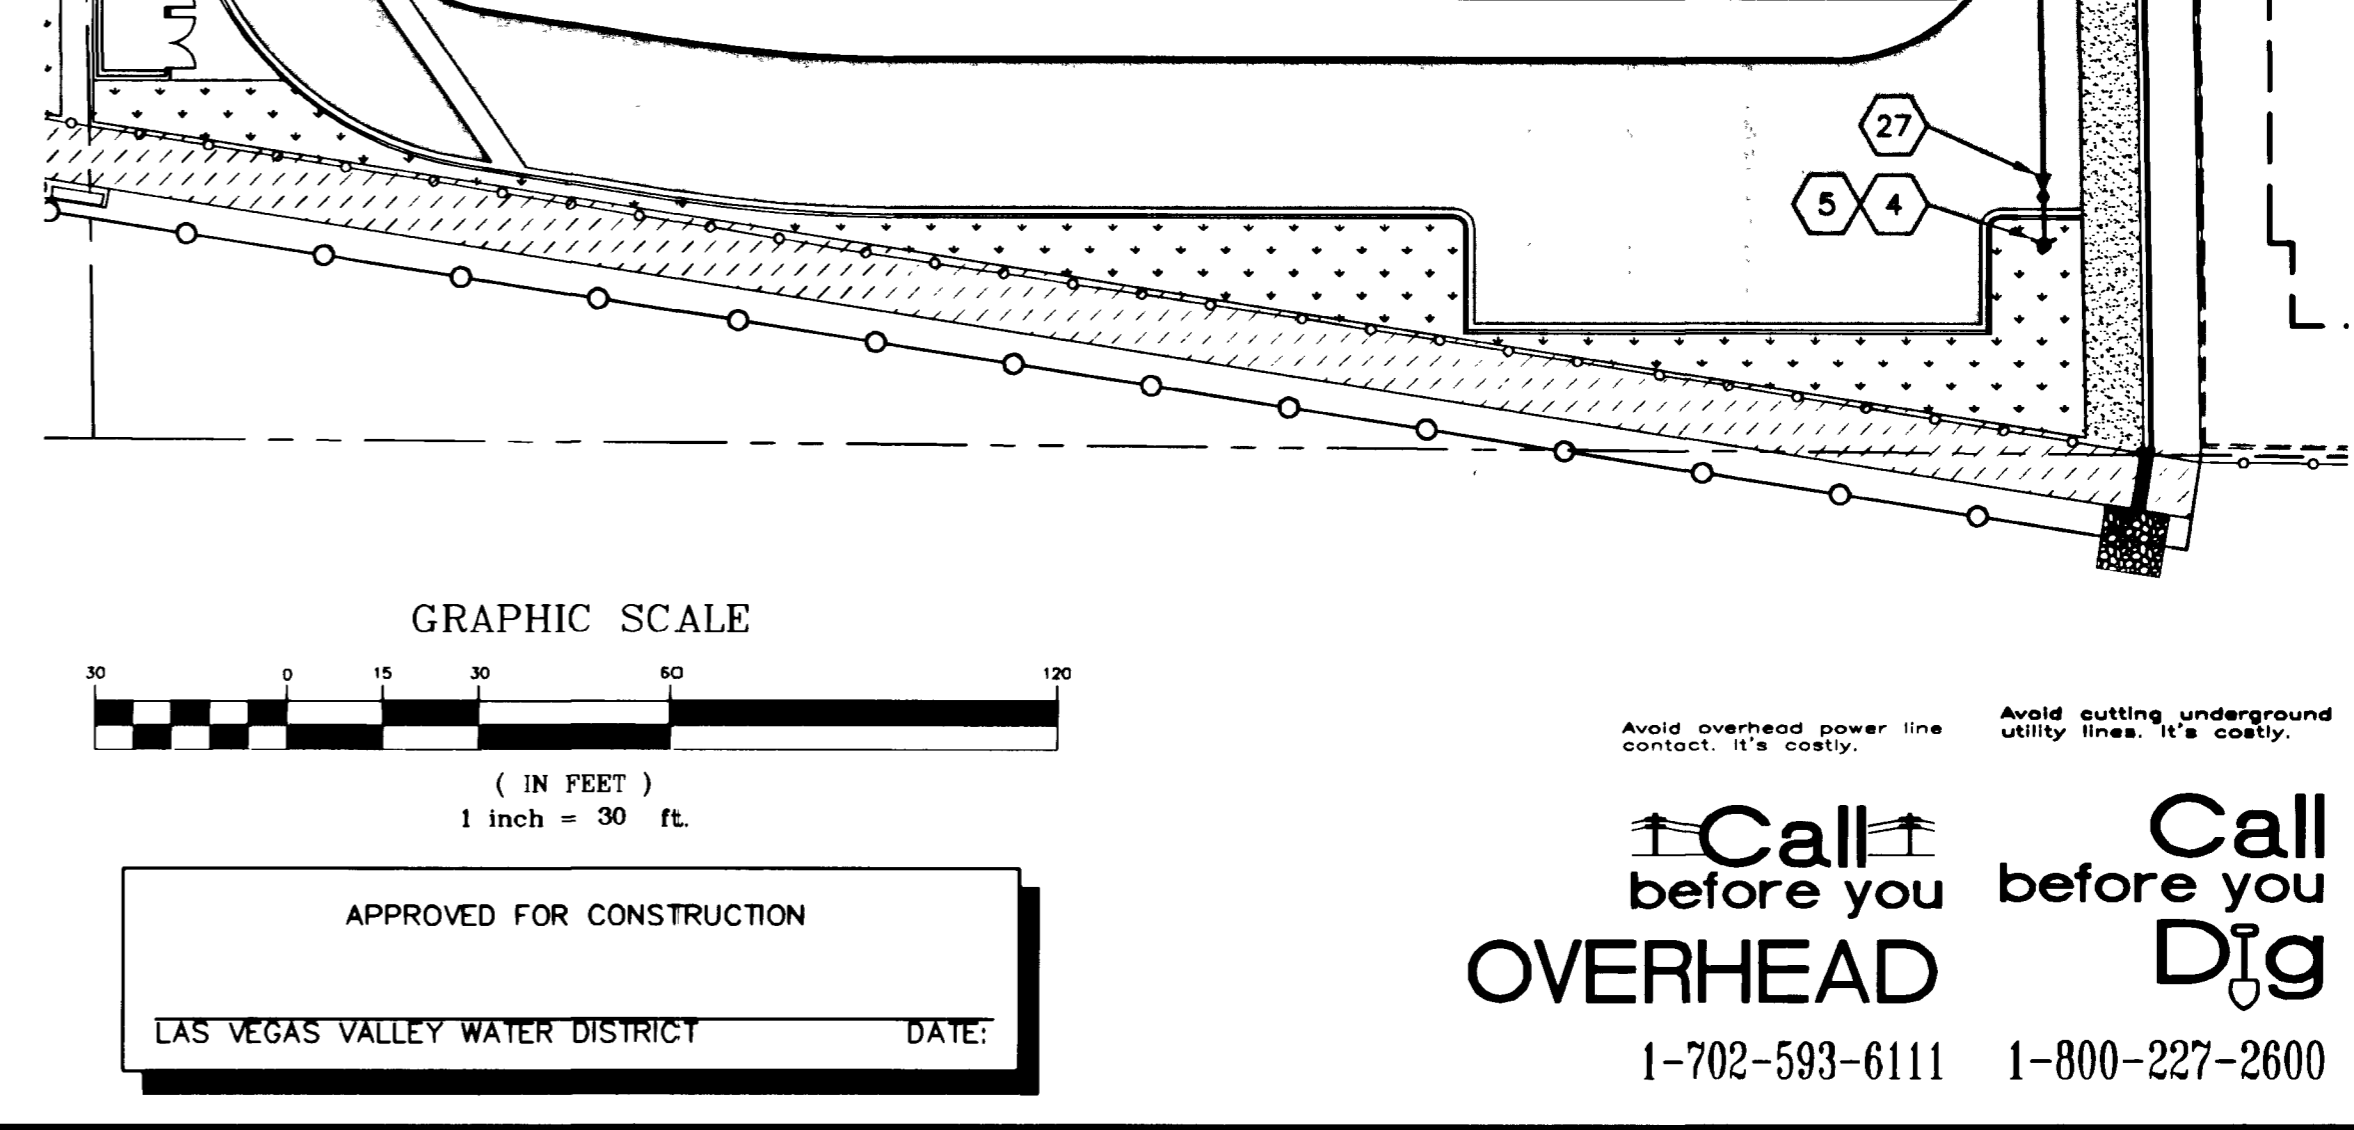 27
5 4
GRAPHIC SCALE
30 0 15 30 60 120
( IN FEET )
1 inch = 30 ft.
APPROVED FOR CONSTRUCTION
LAS VEGAS VALLEY WATER DISTRICT DATE:
Avoid overhead power line
contact. It's costly.
Call
before you
OVERHEAD
1-702-593-6111
Avoid cutting underground
utility lines. It's costly.
Call
before you
Dig
1-800-227-2600